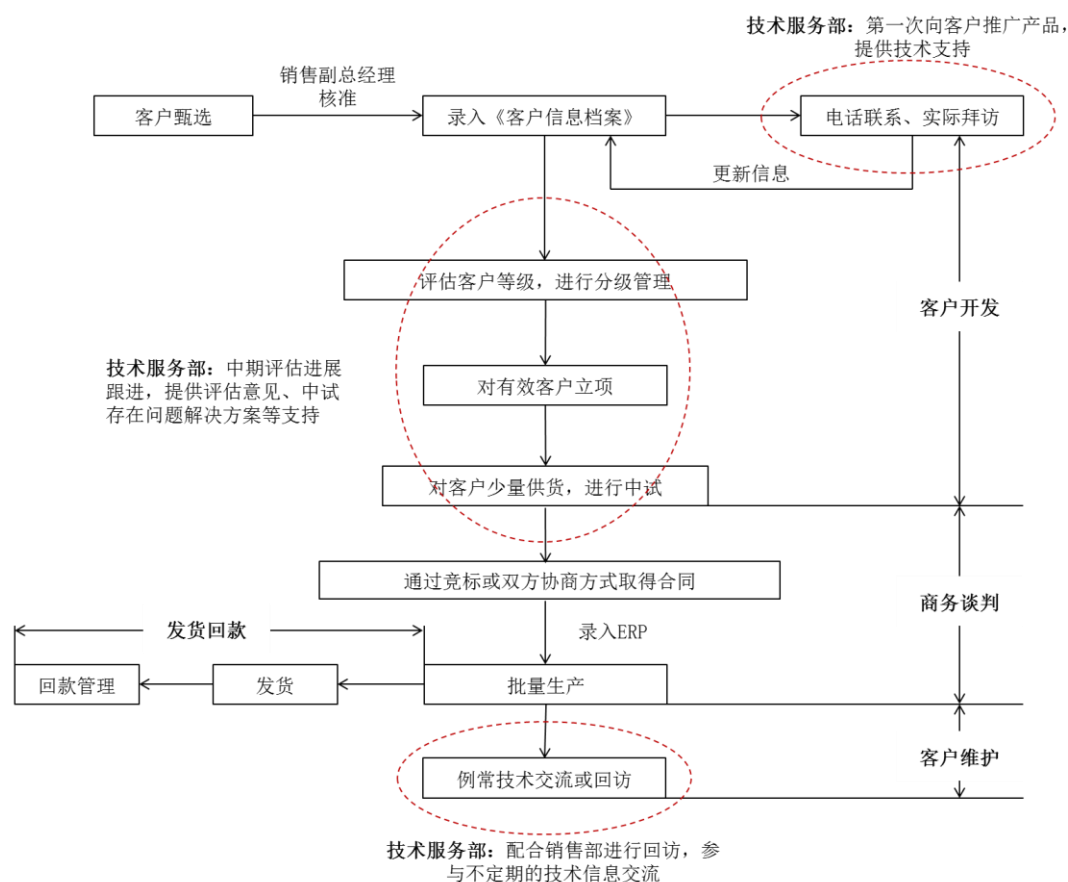 技术服务部：第一次向客户推广产品，
提供技术支持
销售副总经理
核准
客户甄选
录入《客户信息档案》
电话联系、实际拜访
更新信息
评估客户等级，进行分级管理
客户开发
技术服务部：中期评估进展
跟进，提供评估意见、中试
存在问题解决方案等支持
对有效客户立项
对客户少量供货，进行中试
通过竞标或双方协商方式取得合同
商务谈判
发货回款
录入ERP
回款管理
发货
批量生产
客户维护
例常技术交流或回访
技术服务部：配合销售部进行回访，参
与不定期的技术信息交流